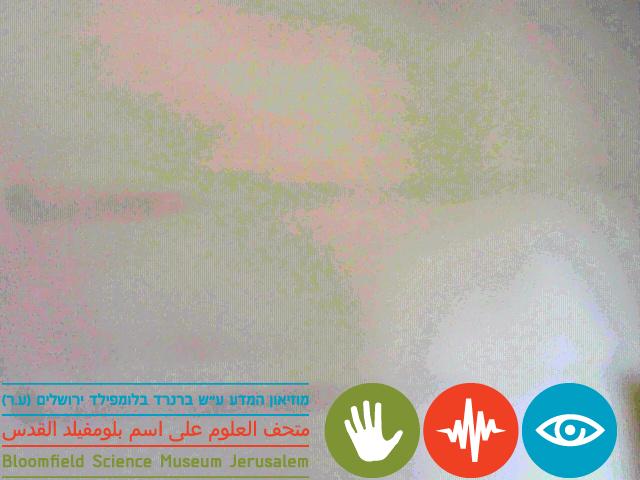 מוזיאון המדע ע״ש ברנרד בלומפילד ירושלים (ע.ר)
متحف العلوم على اسم بلومفيلد القدس
Bloomfield Science Museum Jerusalem